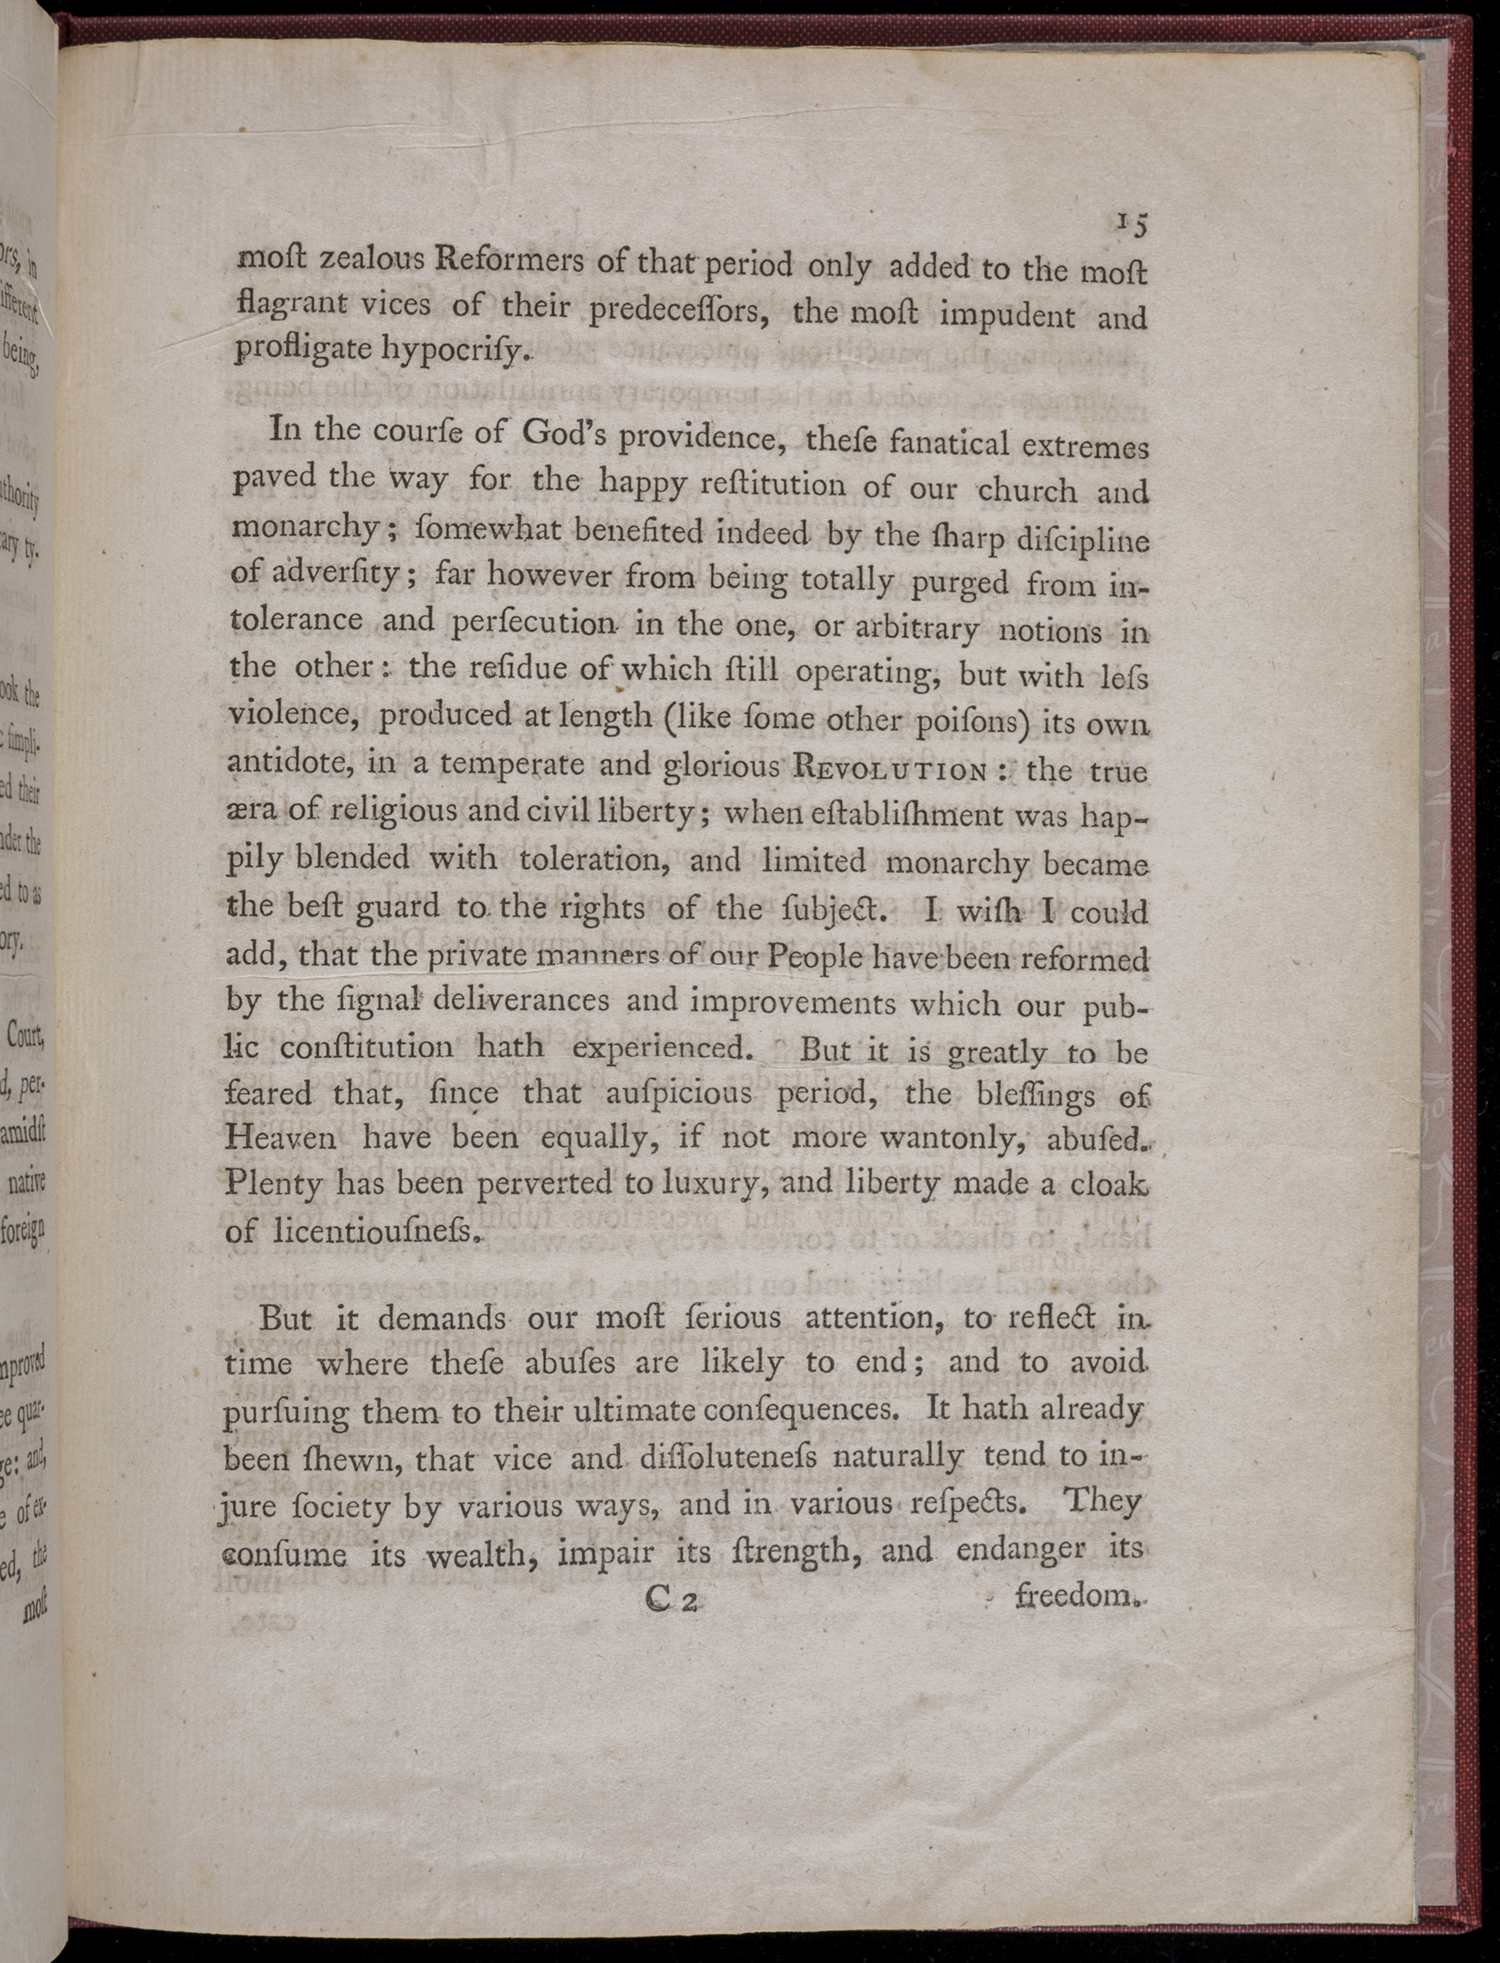 15
moſt zealous Reformers of that period only added to the moſt
flagrant vices of their predeceſſors, the moſt impudent and
profligate hypocriſy.
In the courſe of God's providence, theſe fanatical extremes
paved the way for the happy reſtitution of our church and
monarchy; ſomewhat benefited indeed by the ſharp diſcipline
of adverſity; far however from being totally purged from in-
tolerance and perſecution in the one, or arbitrary notions in
the other: the reſidue of which ſtill operating, but with leſs
violence, produced at length (like ſome other poiſons) its own
antidote, in a temperate and glorious REVOLUTION: the true
æra of religious and civil liberty; when eſtabliſhment was hap-
pily blended with toleration, and limited monarchy became
the beſt guard to the rights of the ſubject. I wiſh I could
add, that the private manners of our People have been reformed
by the ſignal deliverances and improvements which our pub-
lic conſtitution hath experienced. But it is greatly to be
feared that, ſince that auſpicious period, the bleſſings of
Heaven have been equally, if not more wantonly, abuſed.
Plenty has been perverted to luxury, and liberty made a cloak
of licentiouſneſs.
But it demands our moſt ſerious attention, to reflect in
time where theſe abuſes are likely to end; and to avoid
purſuing them to their ultimate conſequences. It hath already
been ſhewn, that vice and diſſoluteneſs naturally tend to in-
jure ſociety by various ways, and in various reſpects. They
conſume its wealth, impair its ſtrength, and endanger its
C 2 freedom.